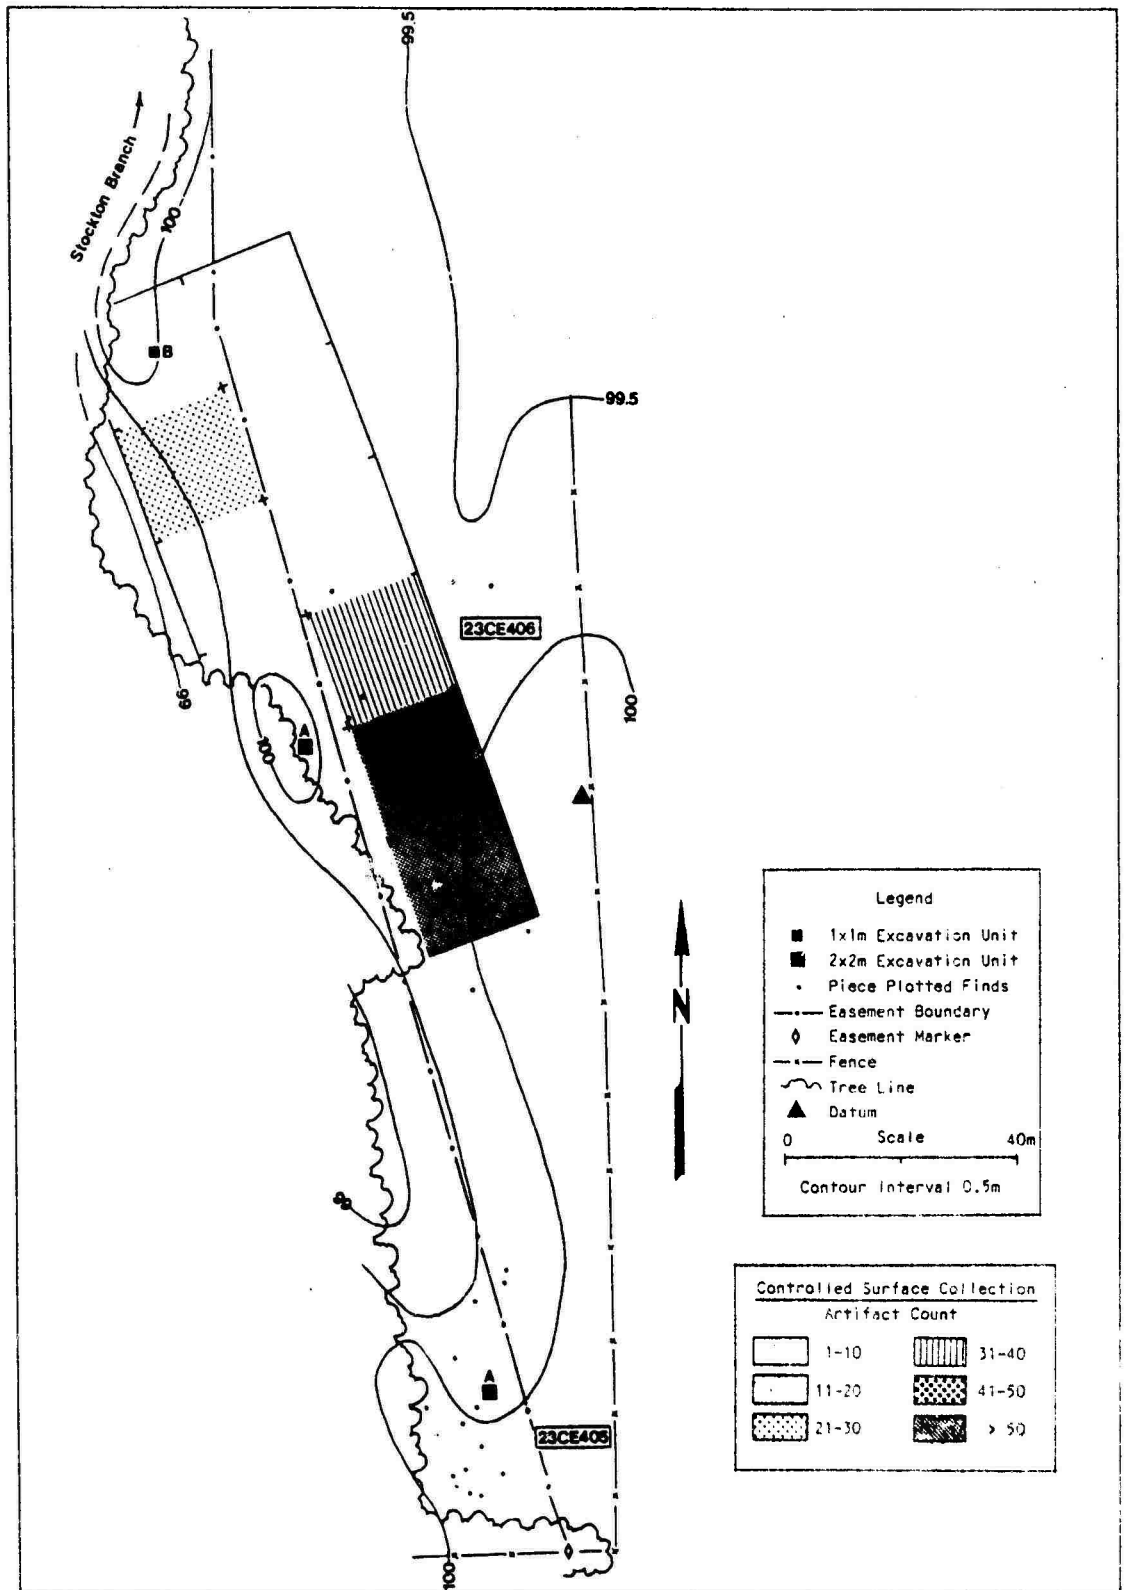 99.5
Stockton Branch
100
B
99.5
23CE406
99
100
A
100
Legend
1x1m Excavation Unit
2x2m Excavation Unit
Piece Plotted Finds
Easement Boundary
Easement Marker
Fence
Tree Line
Datum
0 Scale 40m
Contour Interval 0.5m
N
99
Controlled Surface Collection
Artifact Count
1-10 31-40
11-20 41-50
21-30 > 50
A
23CE405
100